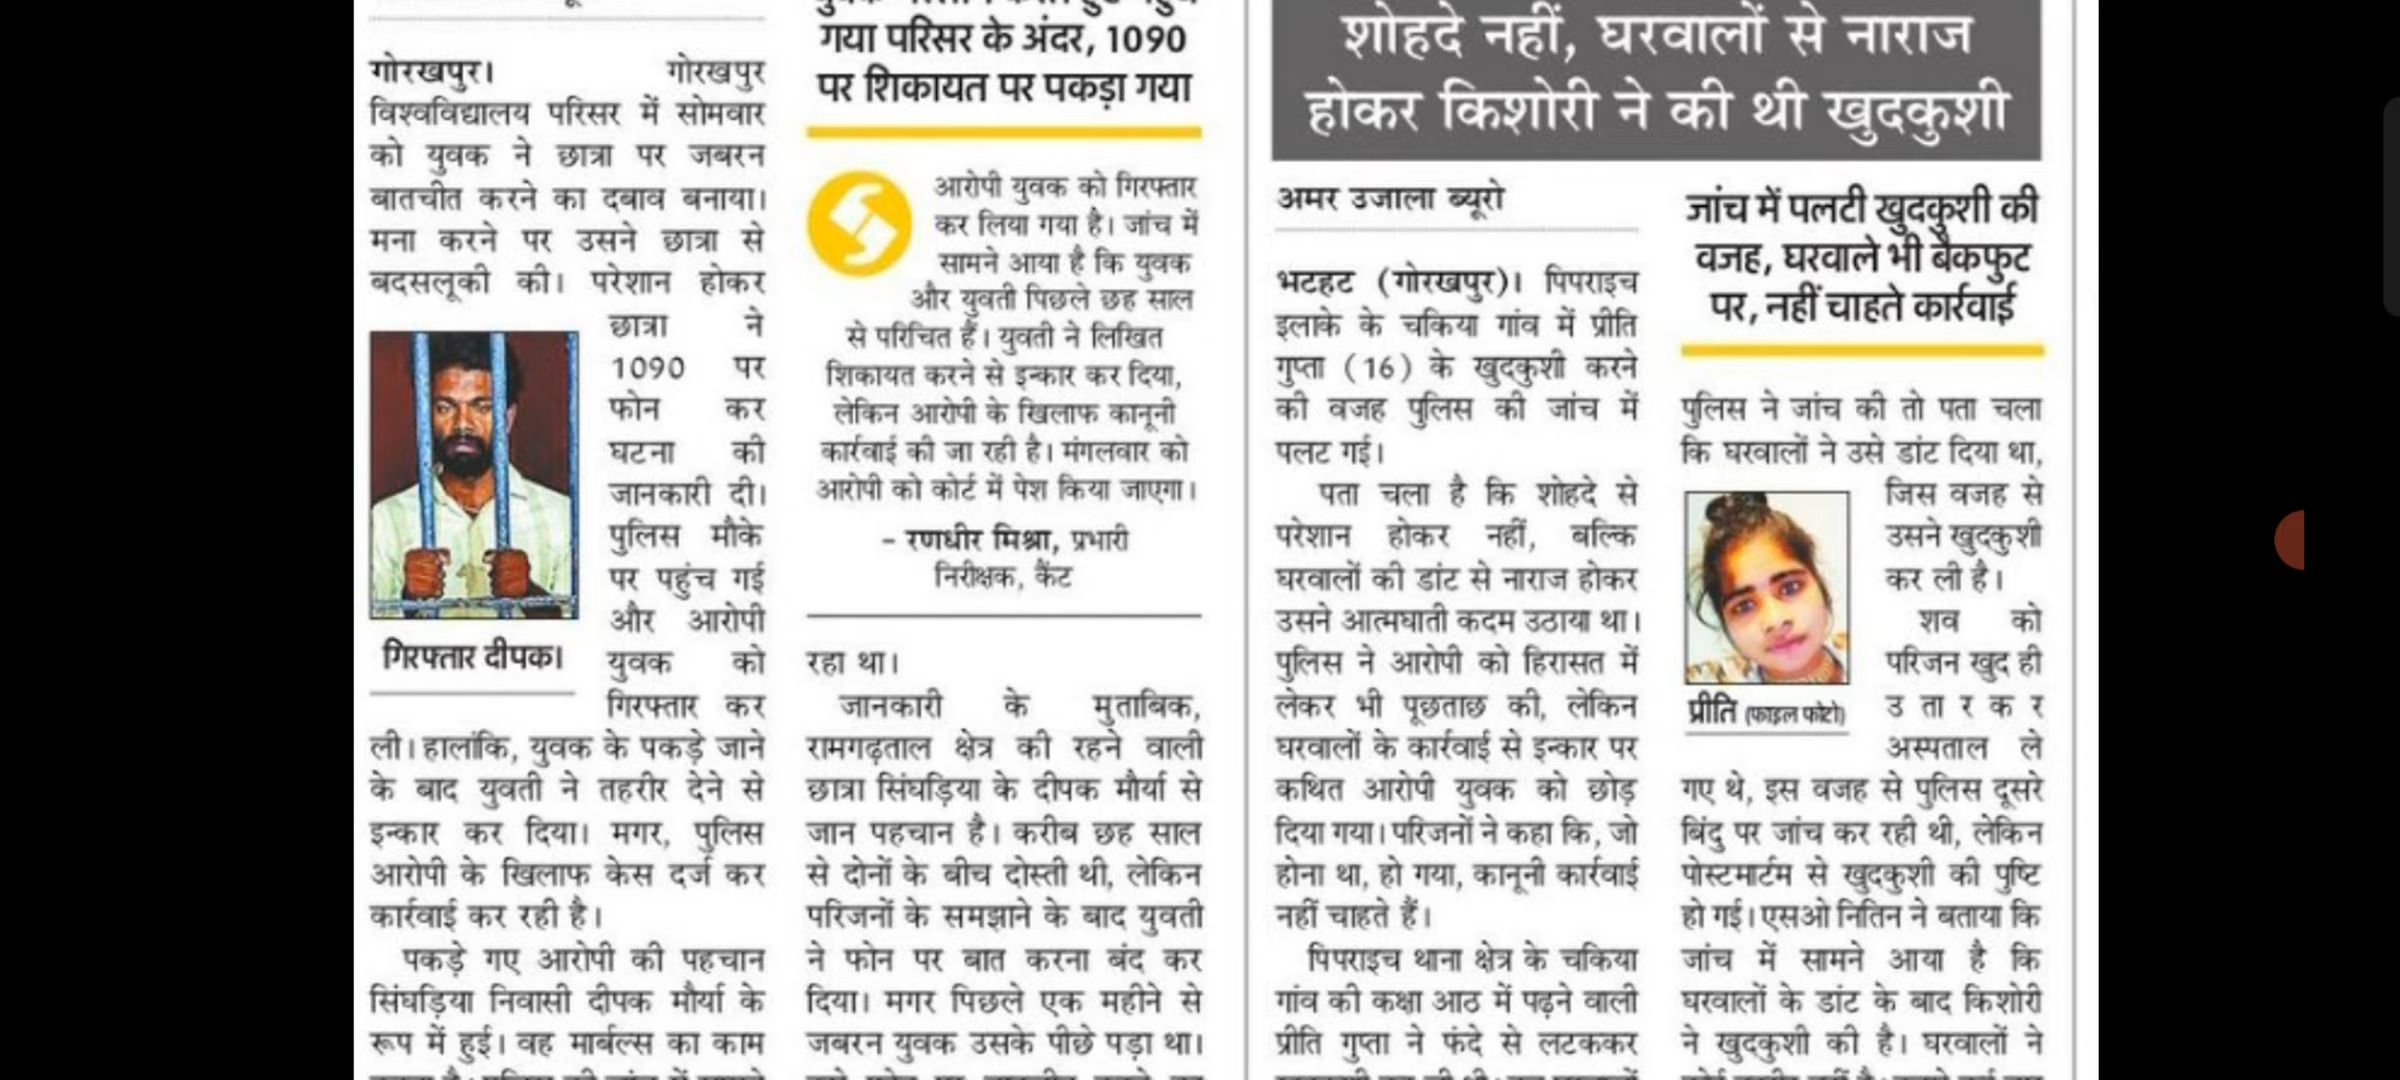 गोरखपुर। गोरखपुर
विश्वविद्यालय परिसर में सोमवार
को युवक ने छात्रा पर जबरन
बातचीत करने का दबाव बनाया।
मना करने पर उसने छात्रा से
बदसलूकी की। परेशान होकर
छात्रा ने
1090 पर
फोन कर
घटना की
जानकारी दी।
पुलिस मौके
पर पहुंच गई
और आरोपी
युवक को
गिरफ्तार कर
गिरफ्तार दीपक।
ली। हालांकि, युवक के पकड़े जाने
के बाद युवती ने तहरीर देने से
इन्कार कर दिया। मगर, पुलिस
आरोपी के खिलाफ केस दर्ज कर
कार्रवाई कर रही है।
पकड़े गए आरोपी की पहचान
सिंघड़िया निवासी दीपक मौर्या के
रूप में हुई। वह मार्बल्स का काम
गया परिसर के अंदर, 1090
पर शिकायत पर पकड़ा गया
आरोपी युवक को गिरफ्तार
कर लिया गया है। जांच में
सामने आया है कि युवक
और युवती पिछले छह साल
से परिचित हैं। युवती ने लिखित
शिकायत करने से इन्कार कर दिया,
लेकिन आरोपी के खिलाफ कानूनी
कार्रवाई की जा रही है। मंगलवार को
आरोपी को कोर्ट में पेश किया जाएगा।
- रणधीर मिश्रा, प्रभारी
निरीक्षक, कैंट
रहा था।
जानकारी के मुताबिक,
रामगढ़ताल क्षेत्र की रहने वाली
छात्रा सिंघड़िया के दीपक मौर्या से
जान पहचान है। करीब छह साल
से दोनों के बीच दोस्ती थी, लेकिन
परिजनों के समझाने के बाद युवती
ने फोन पर बात करना बंद कर
दिया। मगर पिछले एक महीने से
जबरन युवक उसके पीछे पड़ा था।
शोहदे नहीं, घरवालों से नाराज
होकर किशोरी ने की थी खुदकुशी
अमर उजाला ब्यूरो
भटहट (गोरखपुर)। पिपराइच
इलाके के चकिया गांव में प्रीति
गुप्ता (16) के खुदकुशी करने
की वजह पुलिस की जांच में
पलट गई।
पता चला है कि शोहदे से
परेशान होकर नहीं, बल्कि
घरवालों की डांट से नाराज होकर
उसने आत्मघाती कदम उठाया था।
पुलिस ने आरोपी को हिरासत में
लेकर भी पूछताछ की, लेकिन
घरवालों के कार्रवाई से इन्कार पर
कथित आरोपी युवक को छोड़
दिया गया। परिजनों ने कहा कि, जो
होना था, हो गया, कानूनी कार्रवाई
नहीं चाहते हैं।
पिपराइच थाना क्षेत्र के चकिया
गांव की कक्षा आठ में पढ़ने वाली
प्रीति गुप्ता ने फंदे से लटककर
जांच में पलटी खुदकुशी की
वजह, घरवाले भी बैकफुट
पर, नहीं चाहते कार्रवाई
पुलिस ने जांच की तो पता चला
कि घरवालों ने उसे डांट दिया था,
जिस वजह से
उसने खुदकुशी
कर ली है।
शव को
परिजन खुद ही
उतारकर
अस्पताल ले
प्रीति (फाइल फोटो)
गए थे, इस वजह से पुलिस दूसरे
बिंदु पर जांच कर रही थी, लेकिन
पोस्टमार्टम से खुदकुशी की पुष्टि
हो गई। एसओ नितिन ने बताया कि
जांच में सामने आया है कि
घरवालों के डांट के बाद किशोरी
ने खुदकुशी की है। घरवालों ने